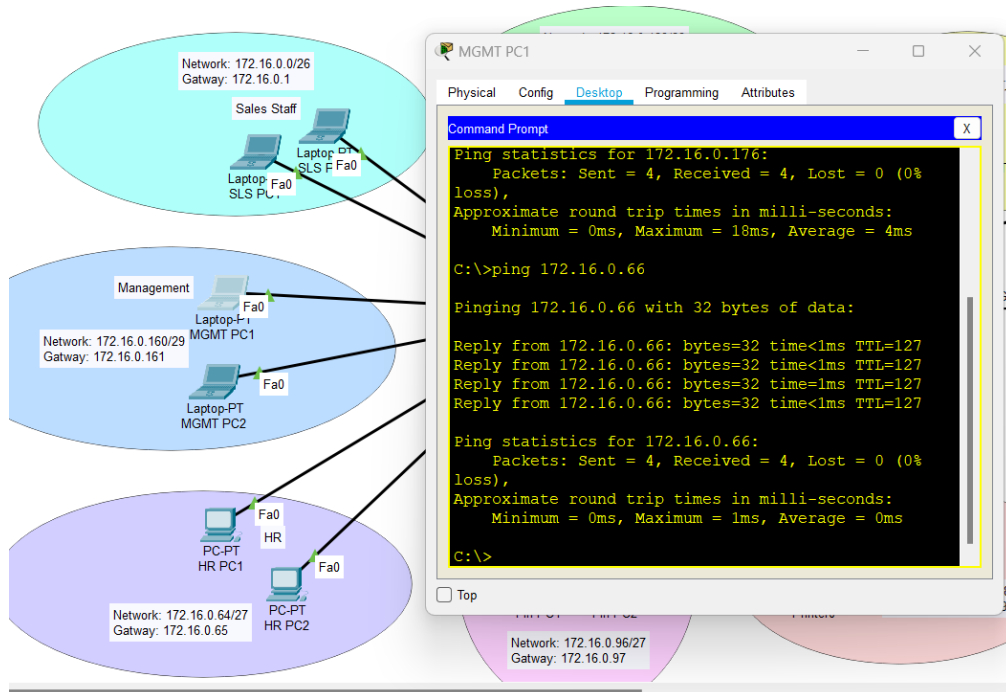 Network: 172.16.0.0/26
Gatway: 172.16.0.1
Sales Staff
Laptop-PT
SLS
Fa0
Laptop-
SLS PC1
Fa0
Management
Fa0
Laptop-PT
MGMT PC1
Network: 172.16.0.160/29
Gatway: 172.16.0.161
Fa0
Laptop-PT
MGMT PC2
Fa0
HR
PC-PT
HR PC1
Fa0
PC-PT
HR PC2
Network: 172.16.0.64/27
Gatway: 172.16.0.65
MGMT PC1
Physical Config Desktop Programming Attributes
Command Prompt X
Ping statistics for 172.16.0.176:
Packets: Sent = 4, Received = 4, Lost = 0 (0%
loss),
Approximate round trip times in milli-seconds:
Minimum = 0ms, Maximum = 18ms, Average = 4ms
C:\>ping 172.16.0.66
Pinging 172.16.0.66 with 32 bytes of data:
Reply from 172.16.0.66: bytes=32 time<1ms TTL=127
Reply from 172.16.0.66: bytes=32 time=1ms TTL=127
Reply from 172.16.0.66: bytes=32 time=1ms TTL=127
Reply from 172.16.0.66: bytes=32 time<1ms TTL=127
Ping statistics for 172.16.0.66:
Packets: Sent = 4, Received = 4, Lost = 0 (0%
loss),
Approximate round trip times in milli-seconds:
Minimum = 0ms, Maximum = 1ms, Average = 0ms
C:\>
Top
Printers
Network: 172.16.0.96/27
Gatway: 172.16.0.97